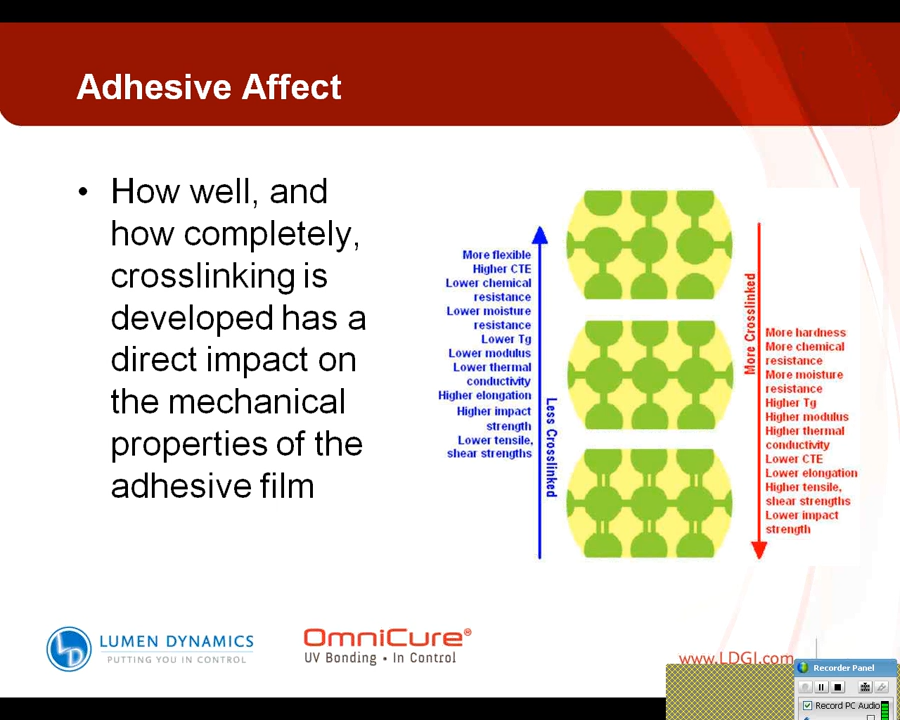 Adhesive Affect
• How well, and
how completely,
crosslinking is
developed has a
direct impact on
the mechanical
properties of the
adhesive film
More flexible
Higher CTE
Lower chemical
resistance
Lower moisture
resistance
Lower Tg
Lower modulus
Lower thermal
conductivity
Higher elongation
Higher impact
strength
Lower tensile,
shear strengths
Less Crosslinked
More Crosslinked
More hardness
More chemical
resistance
More moisture
resistance
Higher Tg
Higher modulus
Higher thermal
conductivity
Lower CTE
Lower elongation
Higher tensile,
shear strengths
Lower impact
strength
LD
LUMEN DYNAMICS
PUTTING YOU IN CONTROL
OmniCure®
UV Bonding • In Control
www.LDGI.com
Recorder Panel
Record PC Audio